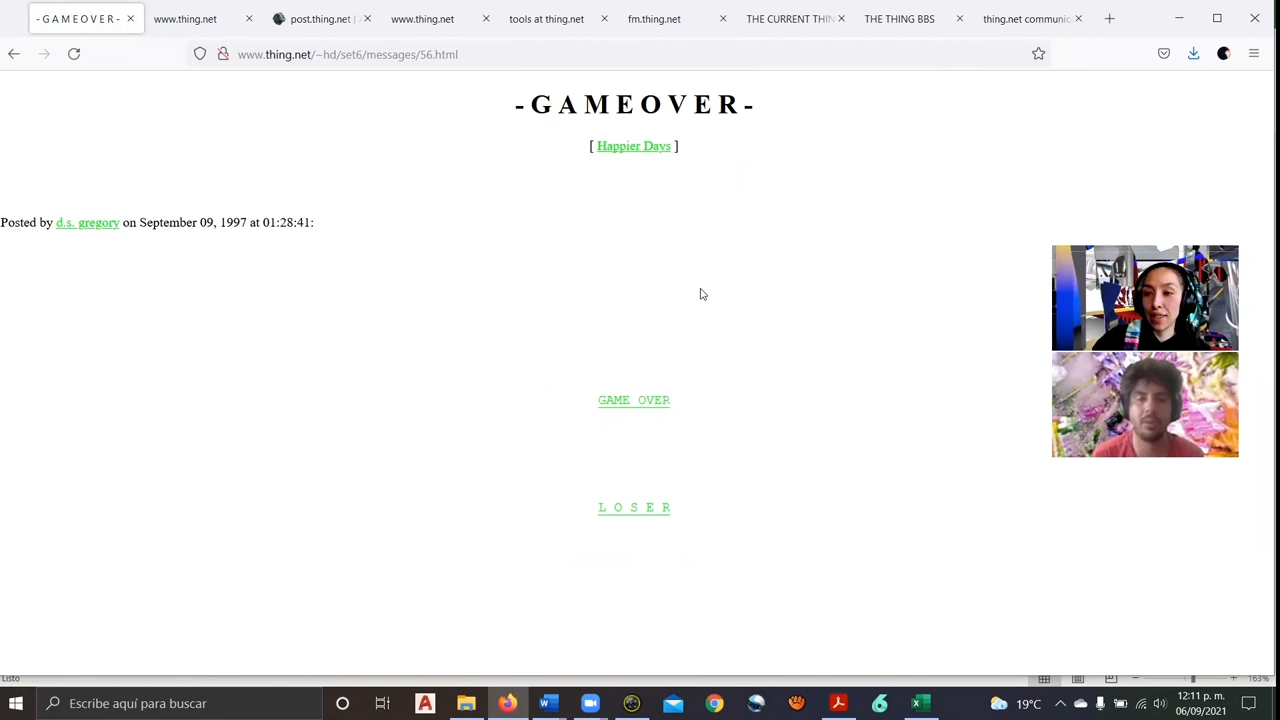 - G A M E O V E R -
www.thing.net
post.thing.net | A
www.thing.net
tools at thing.net
fm.thing.net
THE CURRENT THIN
THE THING BBS
thing.net communic
www.thing.net/~hd/set6/messages/56.html
- G A M E O V E R -
[ Happier Days ]
Posted by d.s. gregory on September 09, 1997 at 01:28:41:
GAME OVER
L O S E R
Listo
163%
Escribe aquí para buscar
19°C
12:11 p. m.
06/09/2021